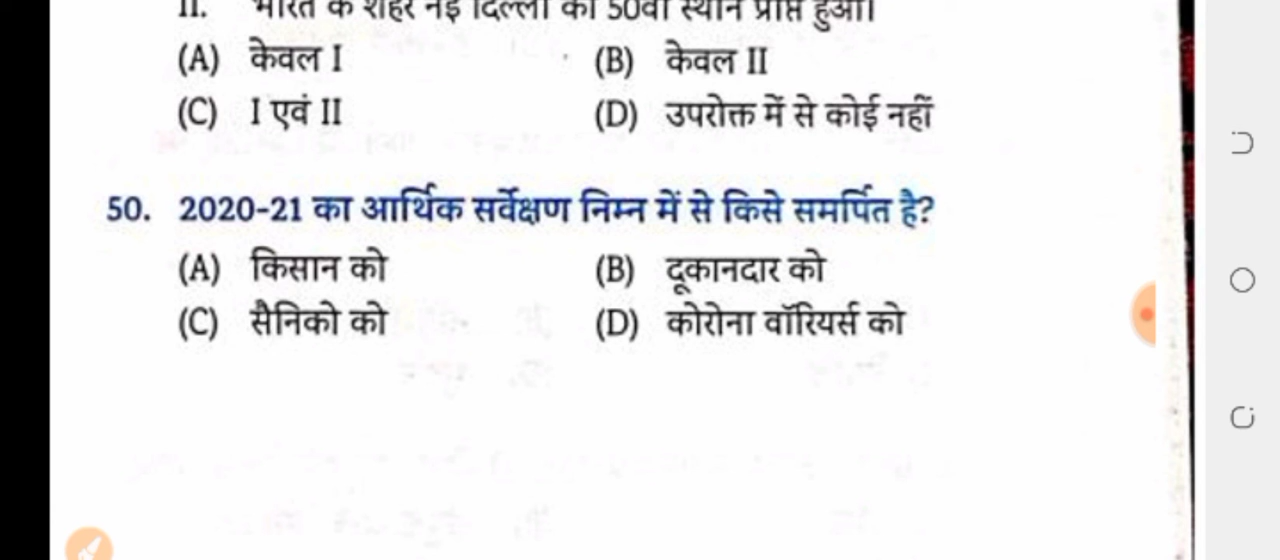 II. भारत के शहर नई दिल्ली को 50वां स्थान प्राप्त हुआ।
(A) केवल I (B) केवल II
(C) I एवं II (D) उपरोक्त में से कोई नहीं
50. 2020-21 का आर्थिक सर्वेक्षण निम्न में से किसे समर्पित है?
(A) किसान को (B) दूकानदार को
(C) सैनिको को (D) कोरोना वॉरियर्स को